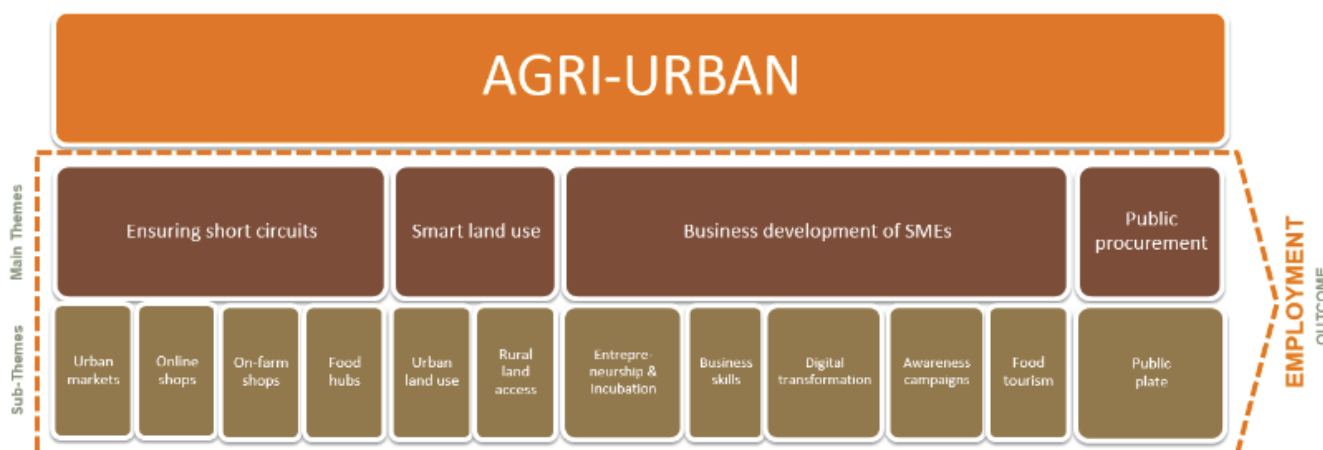 AGRI-URBAN
Main Themes
Ensuring short circuits
Smart land use
Business development of SMEs
Public
procurement
Sub-Themes
Urban
markets
Online
shops
On-farm
shops
Food
hubs
Urban
land use
Rural
land
access
Entrepre-
neurship &
Incubation
Business
skills
Digital
transformation
Awareness
campaigns
Food
tourism
Public
plate
EMPLOYMENT
OUTCOME